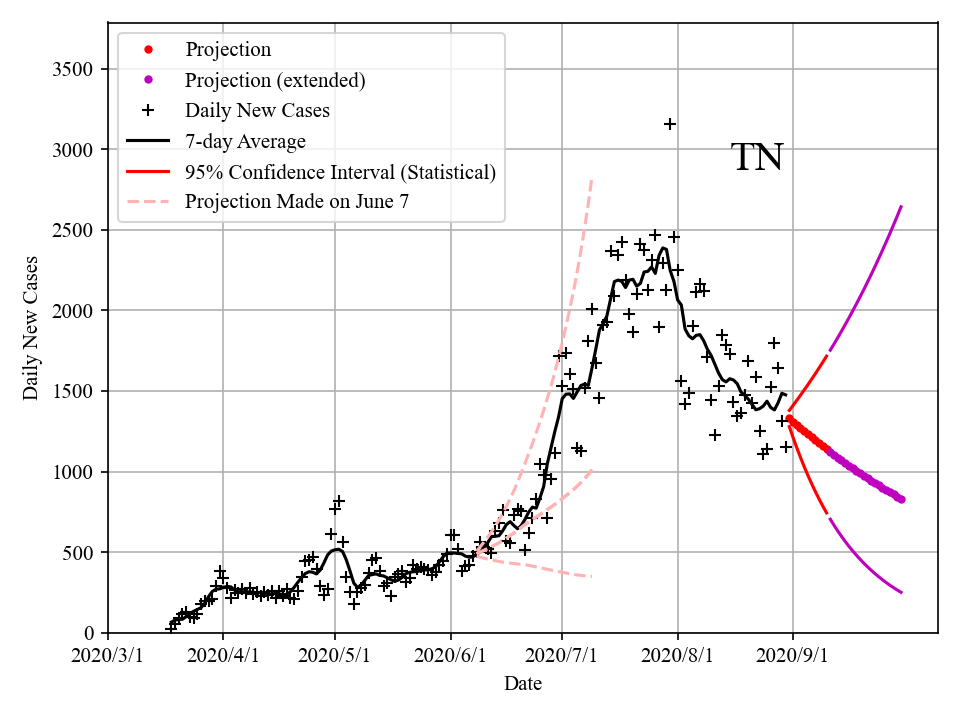 Projection
Projection (extended)
Daily New Cases
7-day Average
95% Confidence Interval (Statistical)
Projection Made on June 7
TN
3500
3000
2500
2000
1500
1000
500
0
Daily New Cases
2020/3/1 2020/4/1 2020/5/1 2020/6/1 2020/7/1 2020/8/1 2020/9/1
Date